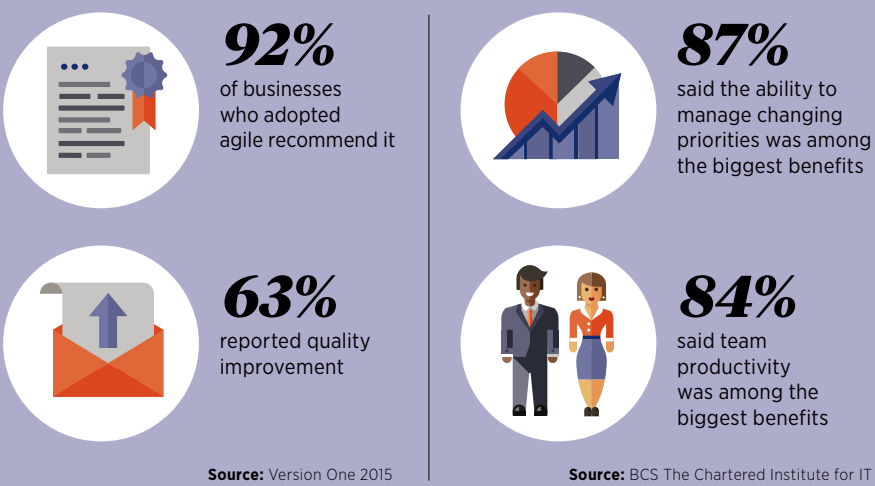 92%
of businesses
who adopted
agile recommend it
63%
reported quality
improvement
Source: Version One 2015
87%
said the ability to
manage changing
priorities was among
the biggest benefits
84%
said team
productivity
was among the
biggest benefits
Source: BCS The Chartered Institute for IT